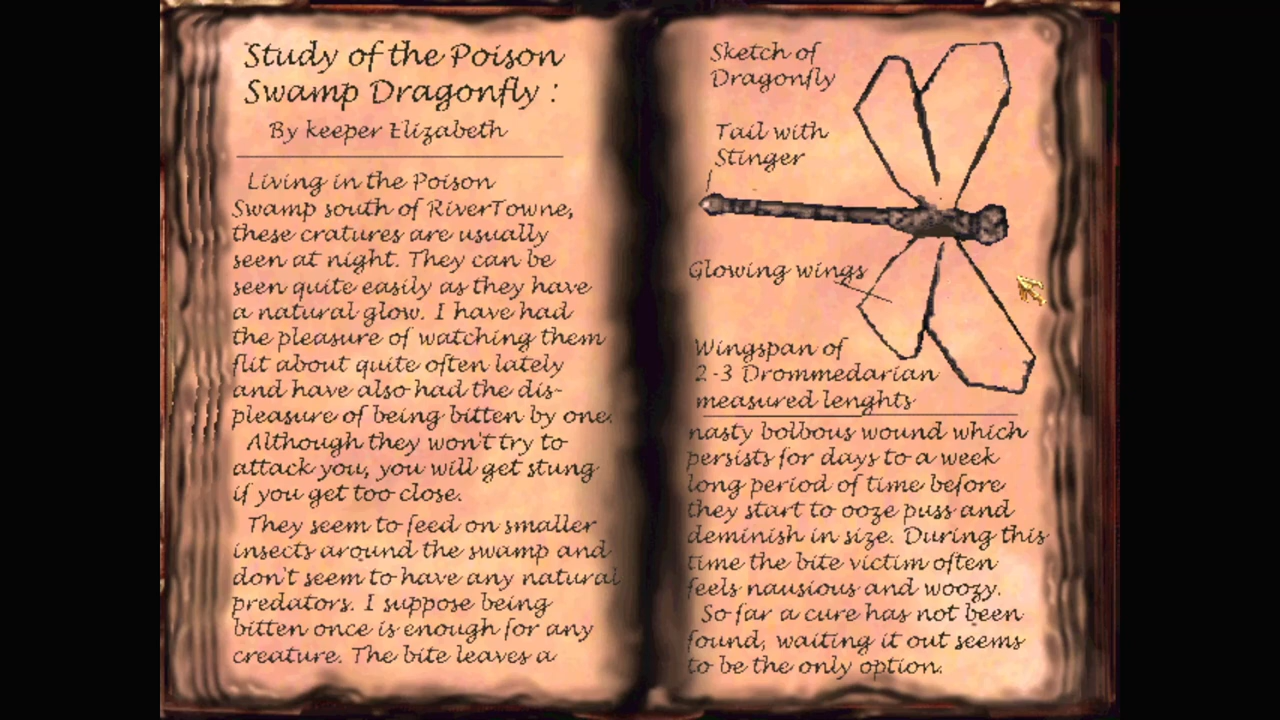 Study of the Poison
Swamp Dragonfly :
By keeper Elizabeth
Living in the Poison
Swamp south of RiverTowne,
these cratures are usually
seen at night. They can be
seen quite easily as they have
a natural glow. I have had
the pleasure of watching them
flit about quite often lately
and have also had the dis-
pleasure of being bitten by one.
Although they won't try to
attack you, you will get stung
if you get too close.
They seem to feed on smaller
insects around the swamp and
don't seem to have any natural
predators. I suppose being
bitten once is enough for any
creature. The bite leaves a
Sketch of
Dragonfly
Tail with
Stinger
Glowing wings
Wingspan of
2-3 Drommedarian
measured lenghts
nasty bolbous wound which
persists for days to a week
long period of time before
they start to ooze puss and
deminish in size. During this
time the bite victim often
feels nausious and woozy.
So far a cure has not been
found, waiting it out seems
to be the only option.